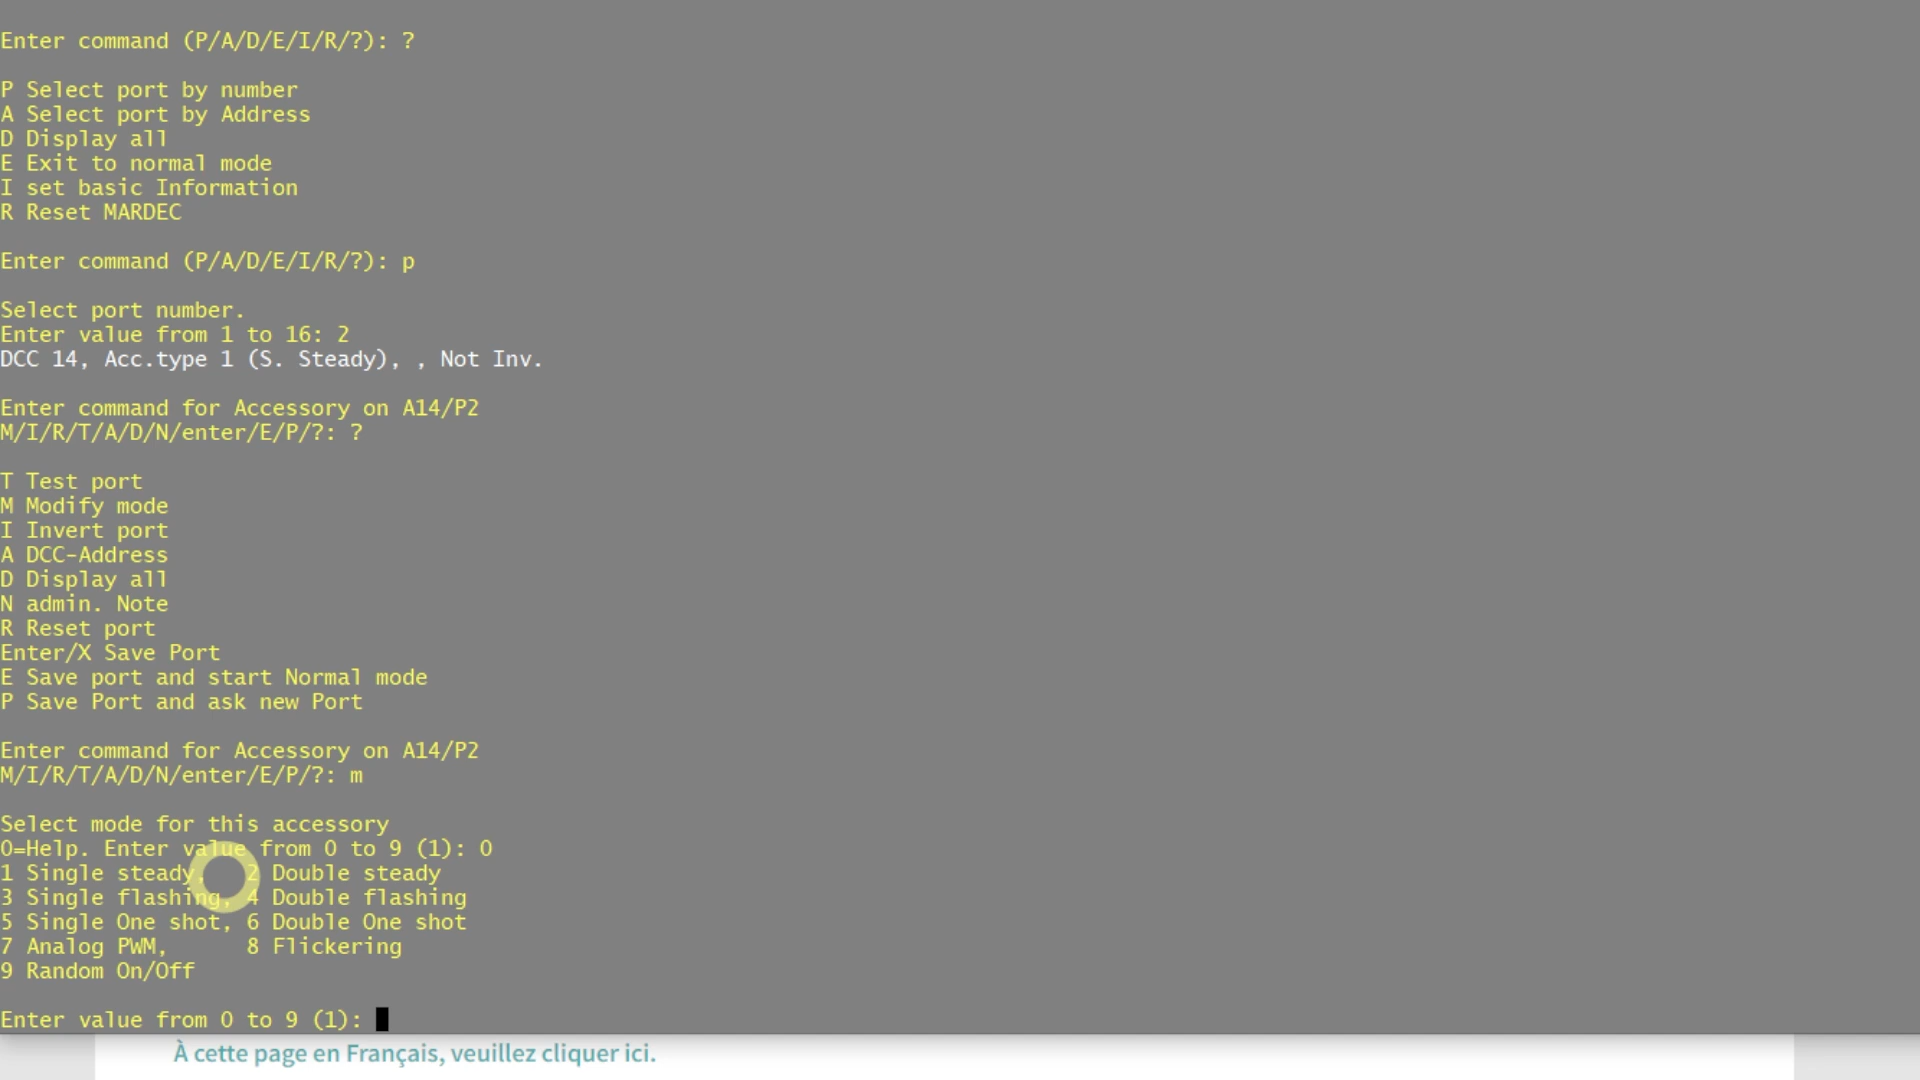 Enter command (P/A/D/E/I/R/?): ?
P Select port by number
A Select port by Address
D Display all
E Exit to normal mode
I set basic Information
R Reset MARDEC
Enter command (P/A/D/E/I/R/?): p
Select port number.
Enter value from 1 to 16: 2
DCC 14, Acc.type 1 (S. Steady), , Not Inv.
Enter command for Accessory on A14/P2
M/I/R/T/A/D/N/enter/E/P/?: ?
T Test port
M Modify mode
I Invert port
A DCC-Address
D Display all
N admin. Note
R Reset port
Enter/X Save Port
E Save port and start Normal mode
P Save Port and ask new Port
Enter command for Accessory on A14/P2
M/I/R/T/A/D/N/enter/E/P/?: m
Select mode for this accessory
0=Help. Enter value from 0 to 9 (1): 0
1 Single steady, 2 Double steady
3 Single flashing, 4 Double flashing
5 Single One shot, 6 Double One shot
7 Analog PWM, 8 Flickering
9 Random On/Off
Enter value from 0 to 9 (1):
À cette page en Français, veuillez cliquer ici.